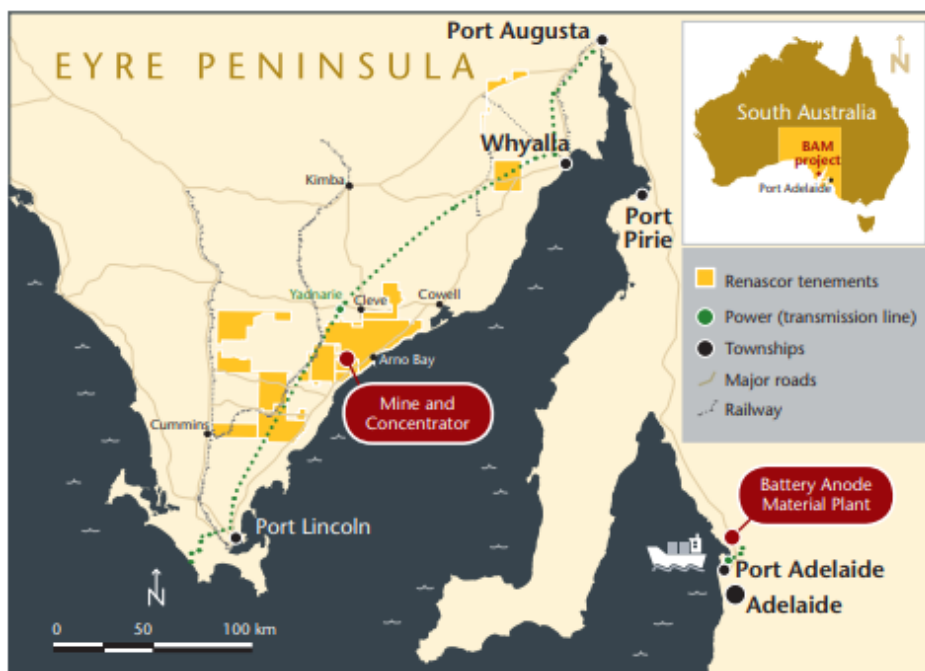 Port Augusta
EYRE PENINSULA
N
South Australia
BAM
project
Port Adelaide
Whyalla
Kimba
Port
Pirie
Renascor tenements
Power (transmission line)
Townships
Major roads
Railway
Yadnarie
Cleve
Cowell
Arno Bay
Mine and
Concentrator
Cummins
Battery Anode
Material Plant
Port Lincoln
Port Adelaide
Adelaide
N
0 50 100 km